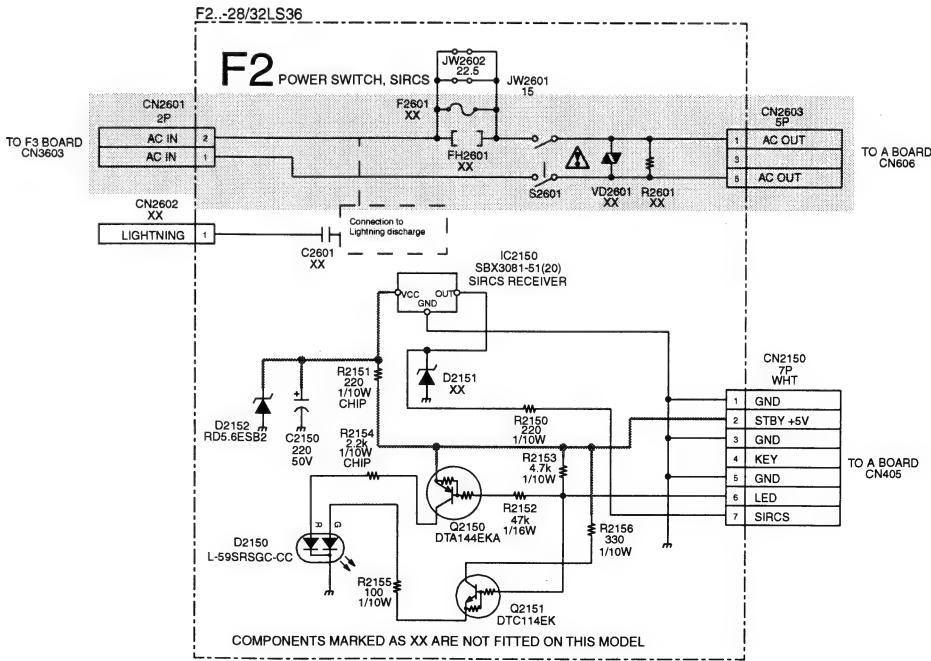 F2..-28/32LS36
F2 POWER SWITCH, SIRCS
JW2602
22.5
JW2601
15
F2601
XX
FH2601
XX
CN2601
2P
TO F3 BOARD
CN3603
AC IN 2
AC IN 1
S2601
VD2601
XX
R2601
XX
CN2603
5P
1 AC OUT
3
5 AC OUT
TO A BOARD
CN606
CN2602
XX
LIGHTNING 1
C2601
XX
Connection to
Lightning discharge
IC2150
SBX3081-51(20)
SIRCS RECEIVER
VCC
OUT
GND
R2151
220
1/10W
CHIP
D2151
XX
D2152
RD5.6ESB2
+
C2150
220
50V
R2154
2.2k
1/10W
CHIP
R2150
220
1/10W
R2153
4.7k
1/10W
CN2150
7P
WHT
1 GND
2 STBY +5V
3 GND
4 KEY
5 GND
6 LED
7 SIRCS
TO A BOARD
CN405
Q2150
DTA144EKA
R2152
47k
1/16W
R2156
330
1/10W
R
G
D2150
L-59SRSGC-CC
R2155
100
1/10W
Q2151
DTC114EK
COMPONENTS MARKED AS XX ARE NOT FITTED ON THIS MODEL